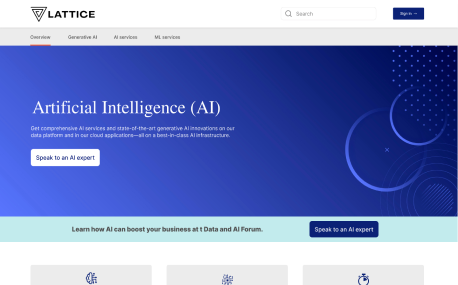 LATTICE
Search
Sign in →
Overview
Generative AI
AI services
ML services
Artificial Intelligence (AI)
Get comprehensive AI services and state-of-the-art generative AI innovations on our
data platform and in our cloud applications—all on a best-in-class AI infrastructure.
Speak to an AI expert
Learn how AI can boost your business at t Data and AI Forum.
Speak to an AI expert